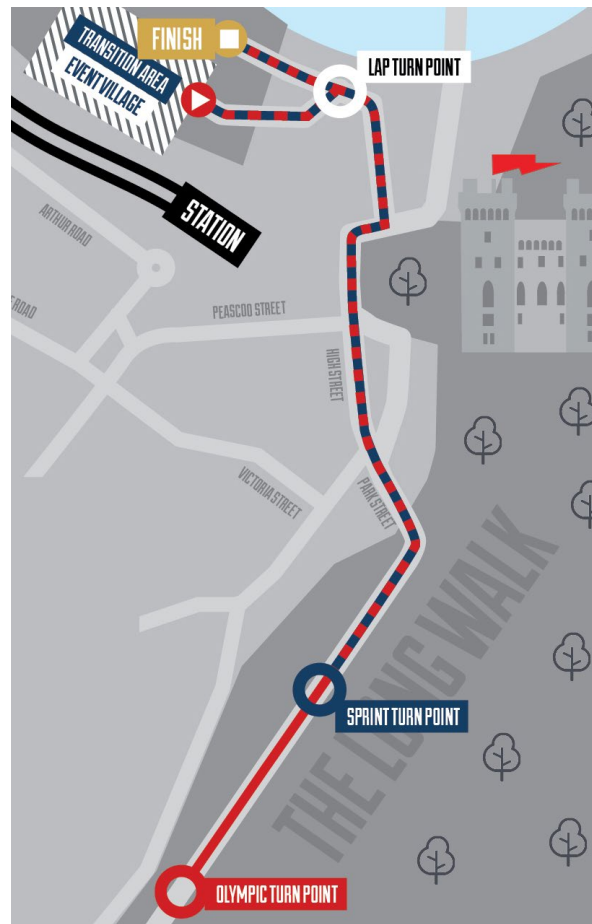 FINISH
TRANSITION AREA
EVENT VILLAGE
LAP TURN POINT
STATION
ARTHUR ROAD
E ROAD
PEASCOD STREET
HIGH STREET
VICTORIA STREET
PARK STREET
THE LONG WALK
SPRINT TURN POINT
OLYMPIC TURN POINT